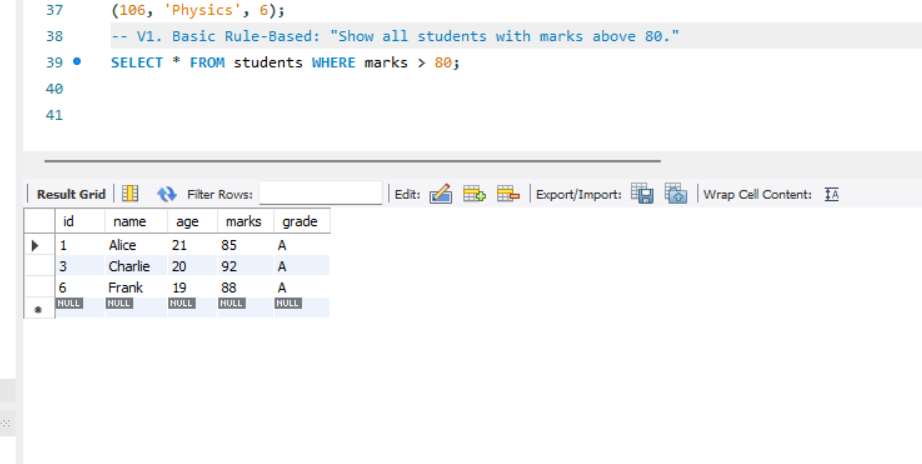 37 (106, 'Physics', 6);
38 -- V1. Basic Rule-Based: "Show all students with marks above 80."
39 SELECT * FROM students WHERE marks > 80;
40
41
Result Grid Filter Rows: Edit: Export/Import: Wrap Cell Content:
id name age marks grade
1 Alice 21 85 A
3 Charlie 20 92 A
6 Frank 19 88 A
NULL NULL NULL NULL NULL